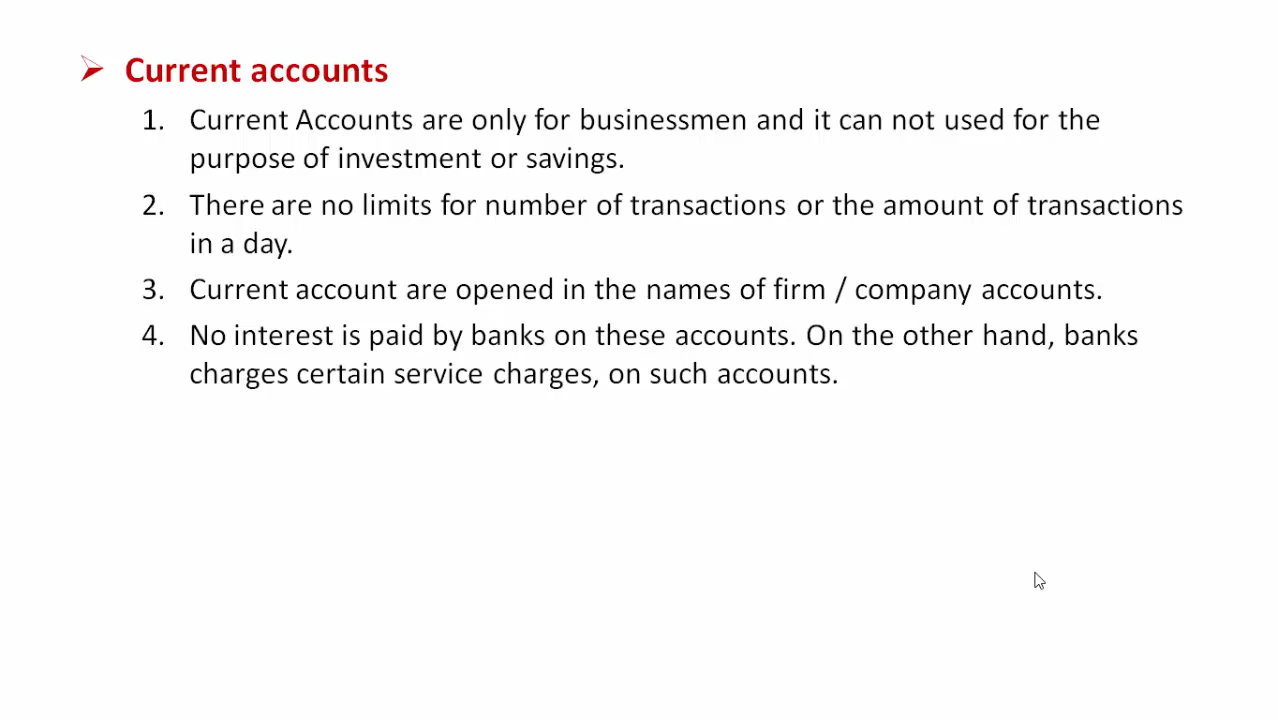 Current accounts
1. Current Accounts are only for businessmen and it can not used for the
purpose of investment or savings.
2. There are no limits for number of transactions or the amount of transactions
in a day.
3. Current account are opened in the names of firm / company accounts.
4. No interest is paid by banks on these accounts. On the other hand, banks
charges certain service charges, on such accounts.